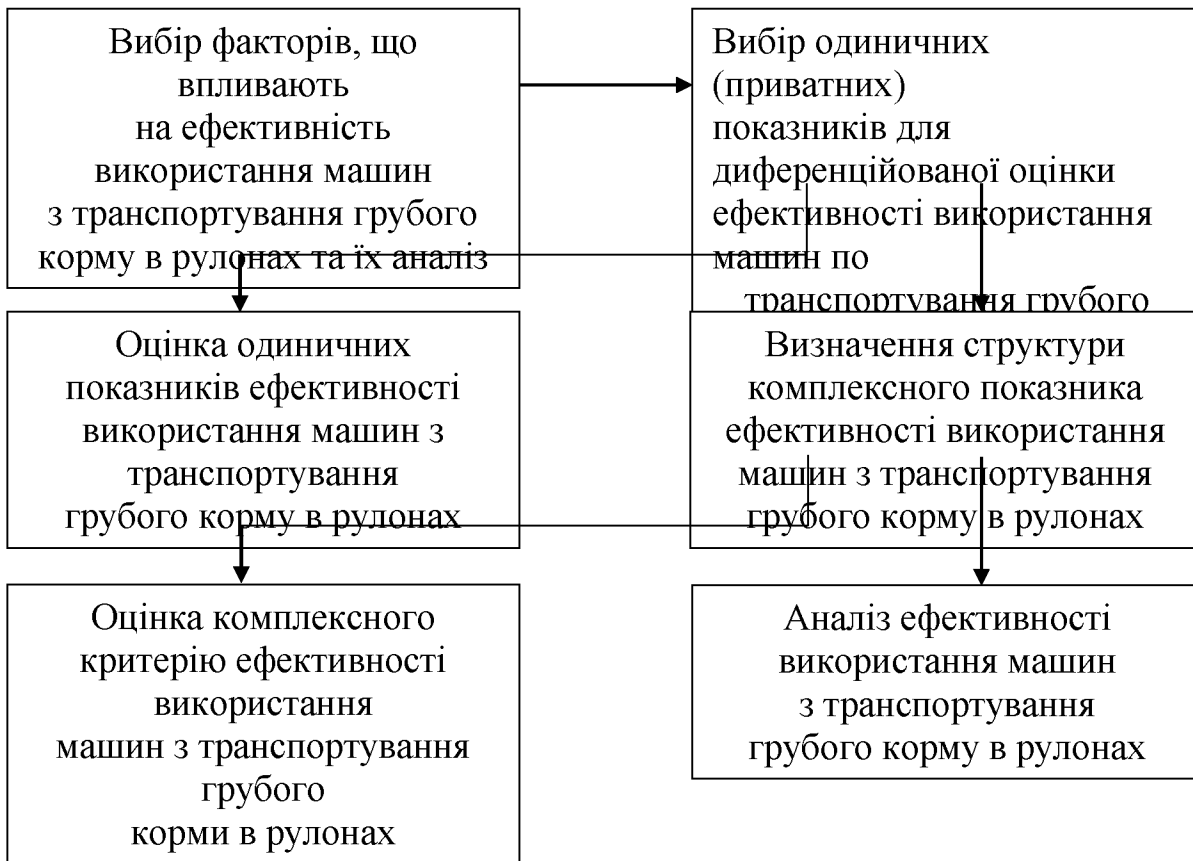 Вибір факторів, що
впливають
на ефективність
використання машин
з транспортування грубого
корму в рулонах та їх аналіз
Вибір одиничних
(приватних)
показників для
диференційованої оцінки
ефективності використання
машин по
транспортування грубого
Оцінка одиничних
показників ефективності
використання машин з
транспортування
грубого корму в рулонах
Визначення структури
комплексного показника
ефективності використання
машин з транспортування
грубого корму в рулонах
Оцінка комплексного
критерію ефективності
використання
машин з транспортування
грубого
корми в рулонах
Аналіз ефективності
використання машин
з транспортування
грубого корму в рулонах